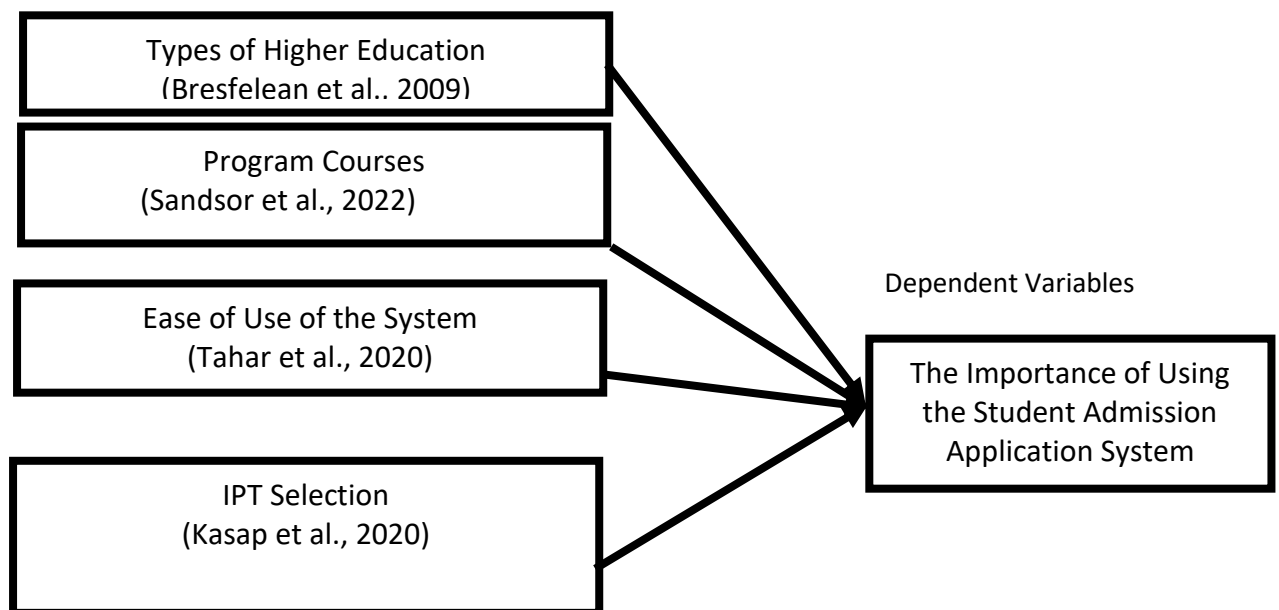 Types of Higher Education
(Bresfelean et al.. 2009)
Program Courses
(Sandsor et al., 2022)
Ease of Use of the System
(Tahar et al., 2020)
IPT Selection
(Kasap et al., 2020)
Dependent Variables
The Importance of Using
the Student Admission
Application System